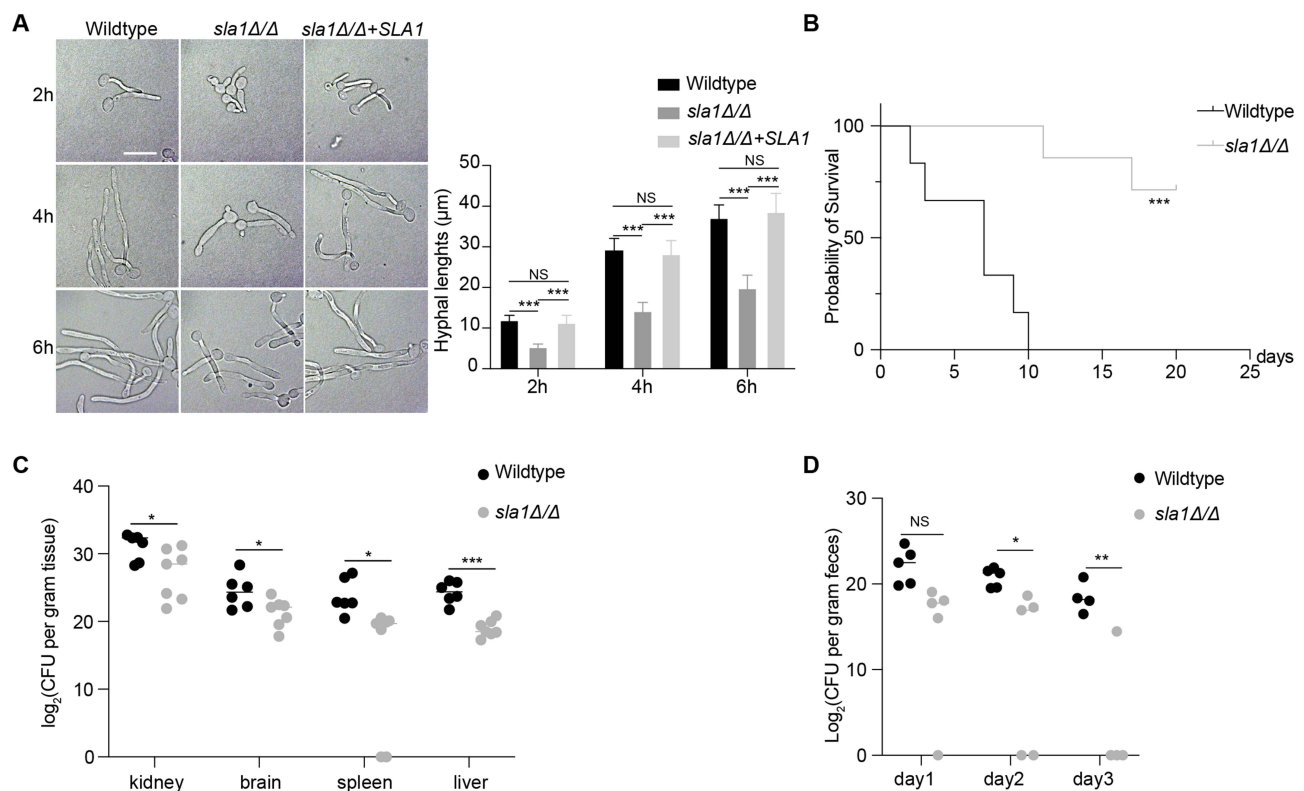 A
Wildtype
sla1Δ/Δ
sla1Δ/Δ+SLA1
2h
4h
6h
Wildtype
sla1Δ/Δ
sla1Δ/Δ+SLA1
Hyphal lenghts (μm)
50
40
30
20
10
0
NS
*** ***
NS
*** ***
NS
*** ***
2h 4h 6h
B
Wildtype
sla1Δ/Δ
Probability of Survival
100
50
0
***
0 5 10 15 20 25 days
C
Wildtype
sla1Δ/Δ
log2(CFU per gram tissue)
40
30
20
10
0
* * * ***
kidney brain spleen liver
D
Wildtype
sla1Δ/Δ
Log2(CFU per gram feces)
30
20
10
0
NS * **
day1 day2 day3